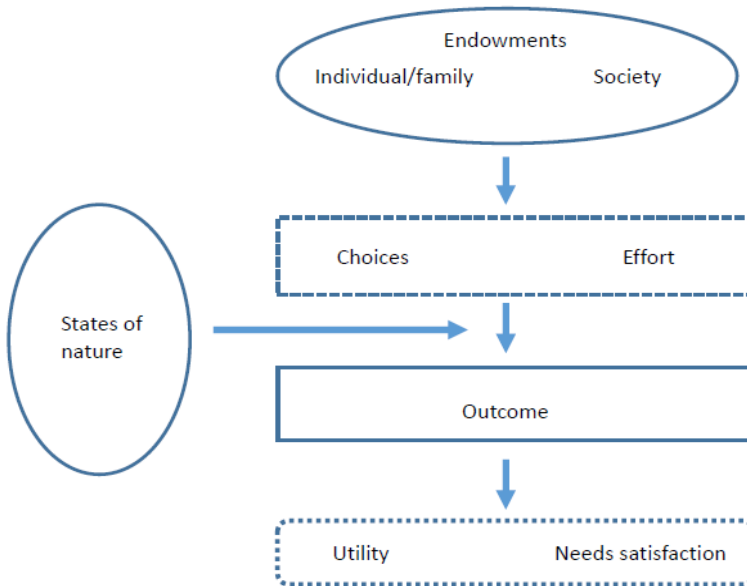 Endowments
Individual/family Society
Choices Effort
States of
nature
Outcome
Utility Needs satisfaction